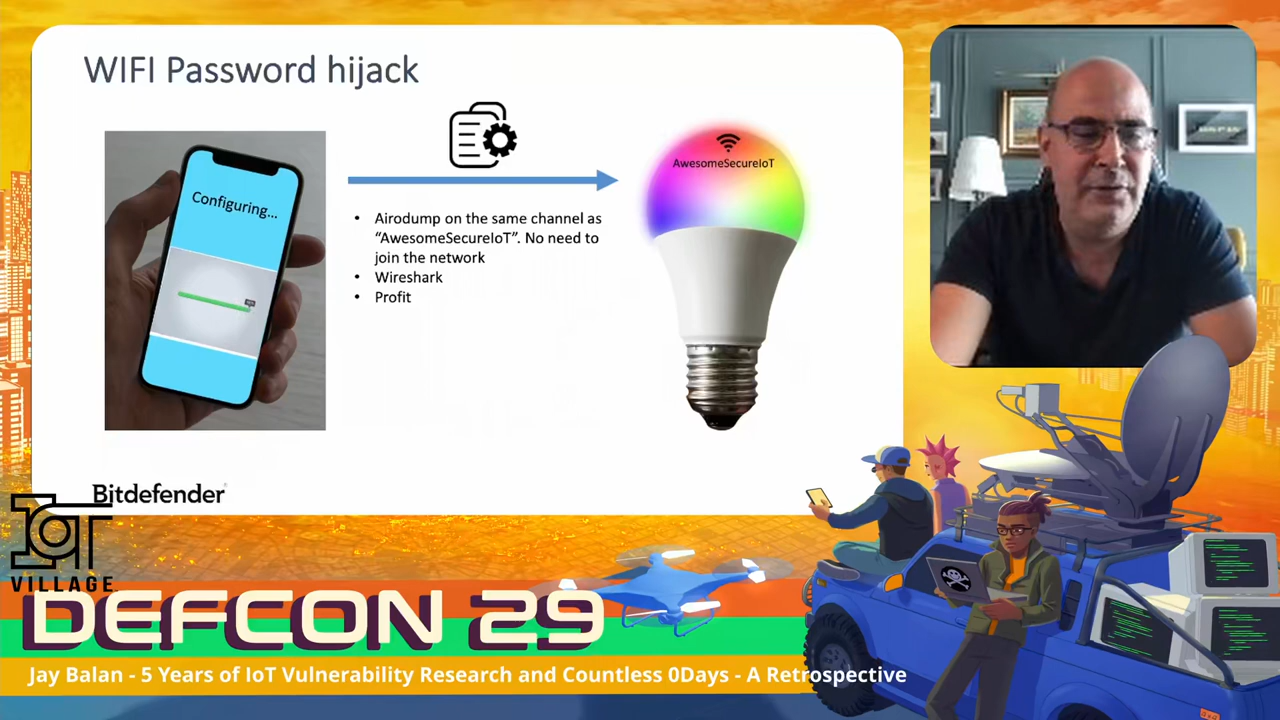 WIFI Password hijack
Configuring...
AwesomeSecureIoT
• Airodump on the same channel as
“AwesomeSecureIoT”. No need to
join the network
• Wireshark
• Profit
Bitdefender
IoT
VILLAGE
DEFCON 29
Jay Balan - 5 Years of IoT Vulnerability Research and Countless 0Days - A Retrospective